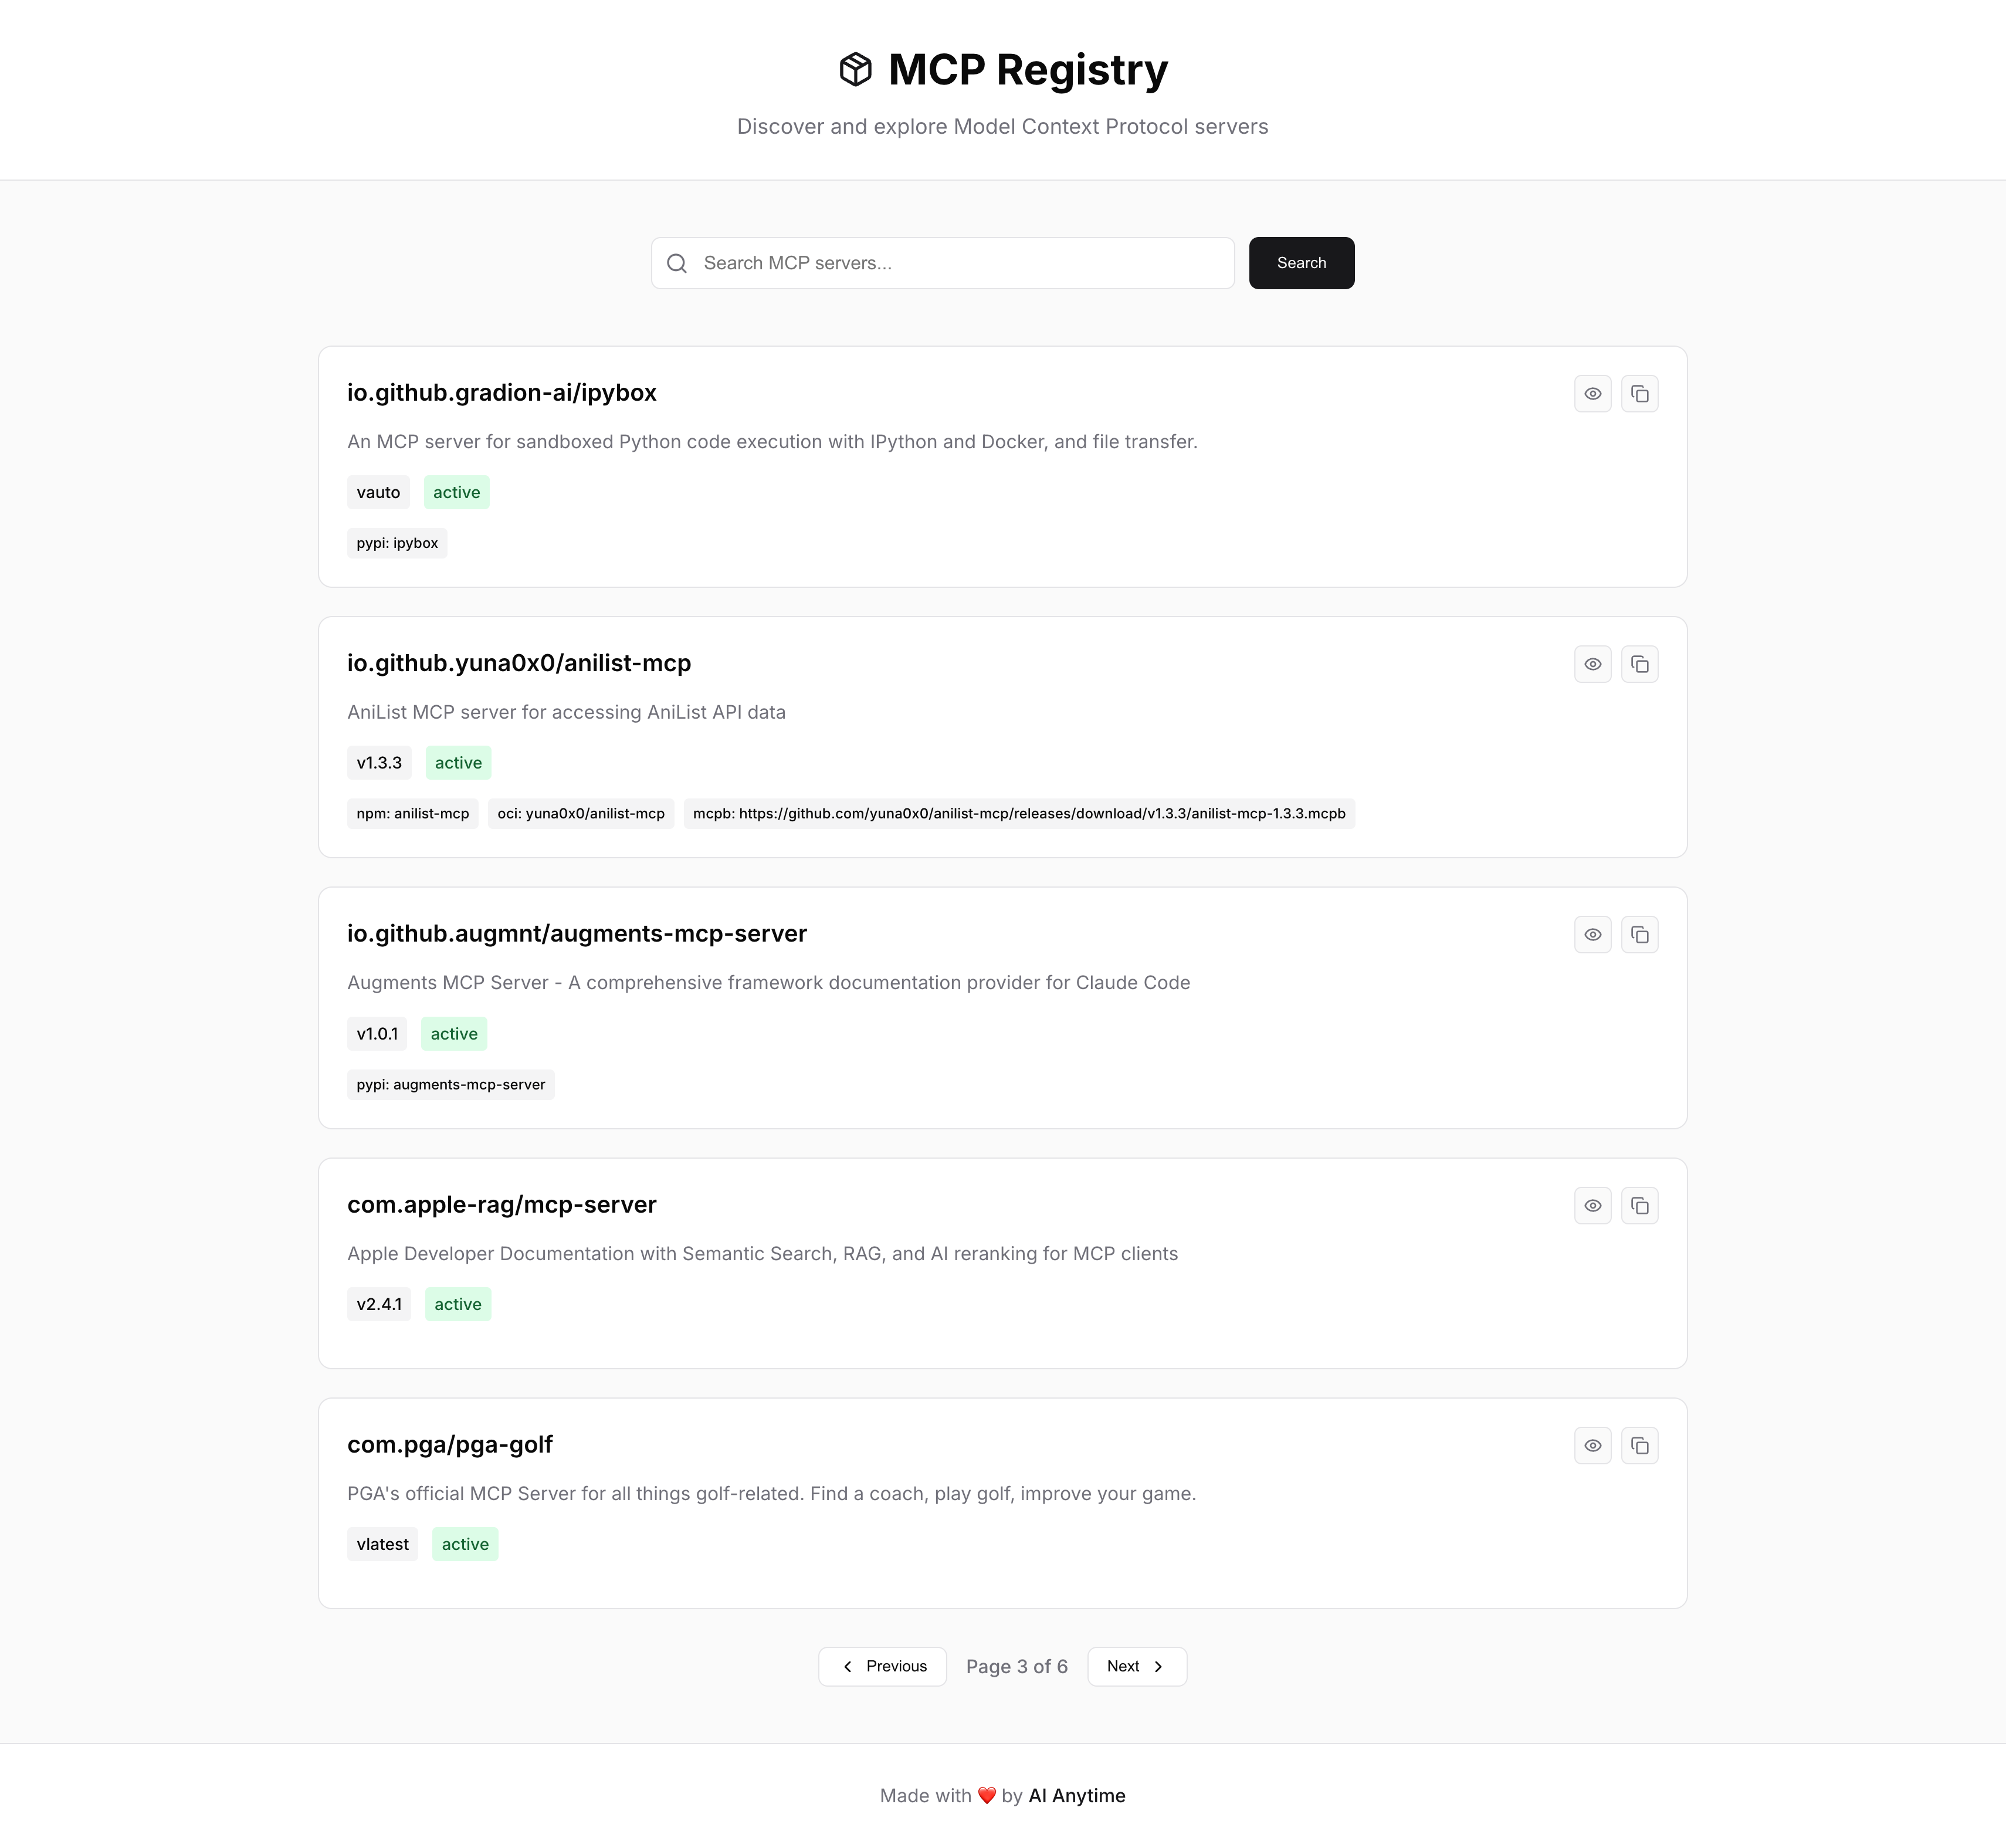 MCP Registry
Discover and explore Model Context Protocol servers
Search MCP servers...
Search
io.github.gradion-ai/ipybox
An MCP server for sandboxed Python code execution with IPython and Docker, and file transfer.
vauto active
pypi: ipybox
io.github.yuna0x0/anilist-mcp
AniList MCP server for accessing AniList API data
v1.3.3 active
npm: anilist-mcp oci: yuna0x0/anilist-mcp mcpb: https://github.com/yuna0x0/anilist-mcp/releases/download/v1.3.3/anilist-mcp-1.3.3.mcpb
io.github.augmnt/augments-mcp-server
Augments MCP Server - A comprehensive framework documentation provider for Claude Code
v1.0.1 active
pypi: augments-mcp-server
com.apple-rag/mcp-server
Apple Developer Documentation with Semantic Search, RAG, and AI reranking for MCP clients
v2.4.1 active
com.pga/pga-golf
PGA's official MCP Server for all things golf-related. Find a coach, play golf, improve your game.
vlatest active
Previous Page 3 of 6 Next
Made with ❤️ by AI Anytime